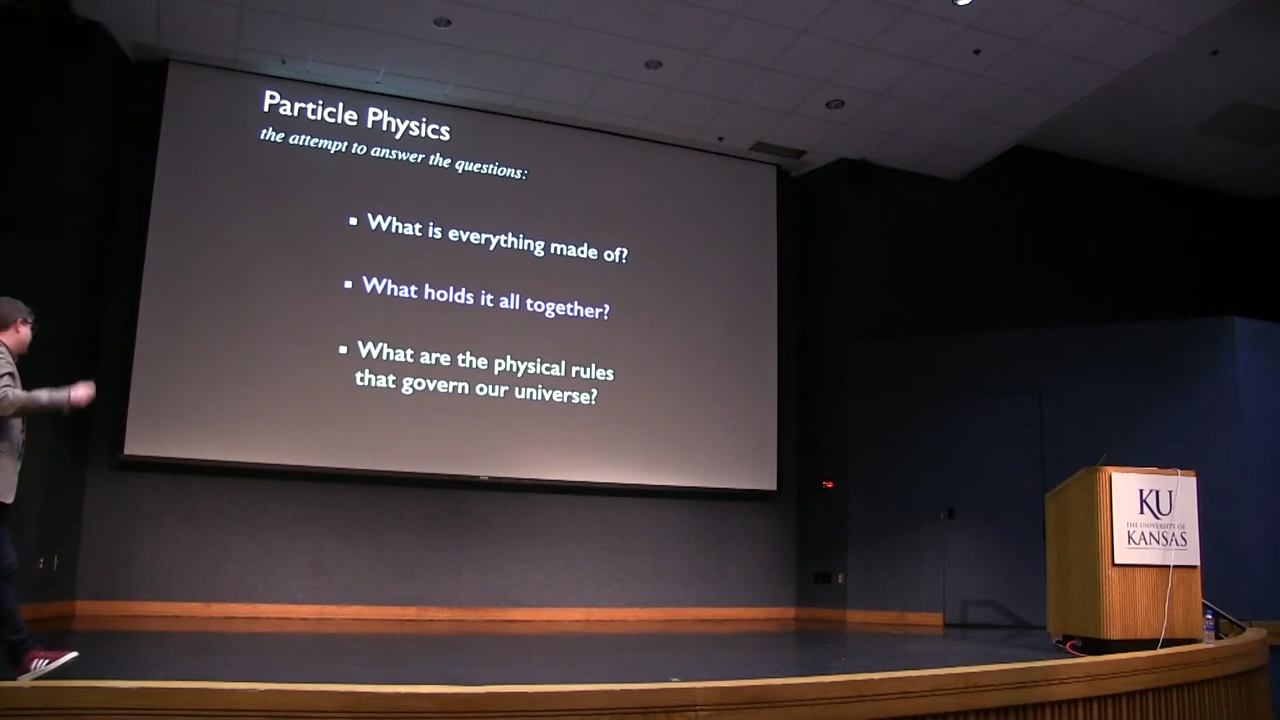 Particle Physics
the attempt to answer the questions:
▪ What is everything made of?
▪ What holds it all together?
▪ What are the physical rules
that govern our universe?
KU
THE UNIVERSITY OF
KANSAS